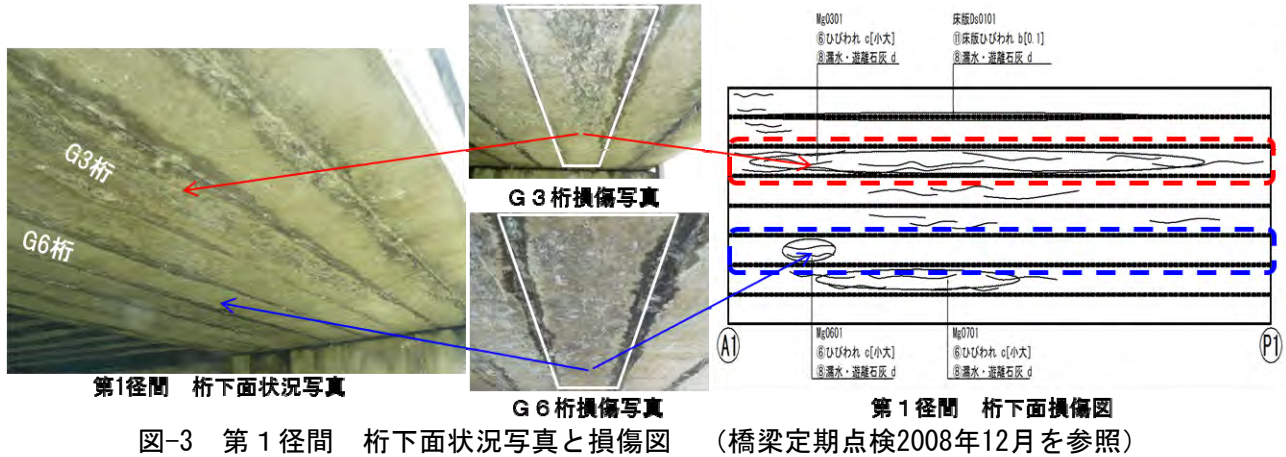 G3桁
G6桁
第1径間　桁下面状況写真
Ｇ３桁損傷写真
Ｇ６桁損傷写真
Mg0301
⑥ひびわれ c[小大]
⑧漏水・遊離石灰 d
床版Ds0101
⑪床版ひびわれ b[0.1]
⑧漏水・遊離石灰 d
A1
P1
Mg0601
⑥ひびわれ c[小大]
⑧漏水・遊離石灰 d
Mg0701
⑥ひびわれ c[小大]
⑧漏水・遊離石灰 d
第１径間　桁下面損傷図
図-3　第１径間　桁下面状況写真と損傷図　（橋梁定期点検2008年12月を参照）